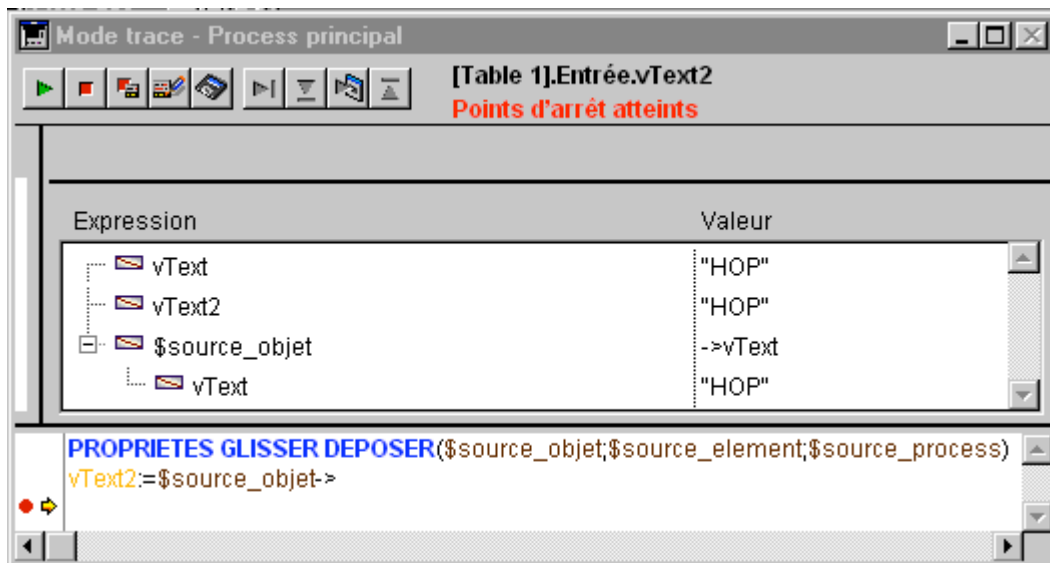 Mode trace - Process principal
[Table 1].Entrée.vText2
Points d'arrét atteints
Expression Valeur
vText "HOP"
vText2 "HOP"
$source_objet ->vText
vText "HOP"
PROPRIETES GLISSER DEPOSER($source_objet;$source_element;$source_process)
vText2:=$source_objet->